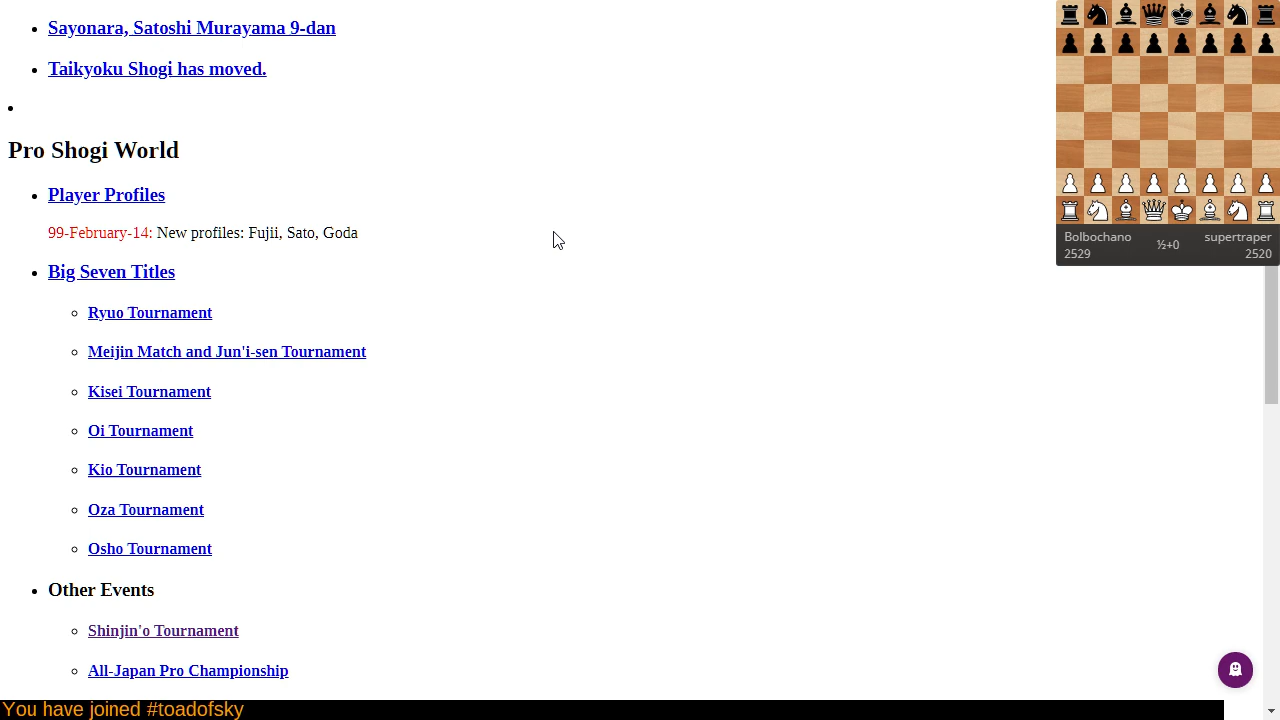 Sayonara, Satoshi Murayama 9-dan
Taikyoku Shogi has moved.
Pro Shogi World
Player Profiles
99-February-14: New profiles: Fujii, Sato, Goda
Big Seven Titles
Ryuo Tournament
Meijin Match and Jun'i-sen Tournament
Kisei Tournament
Oi Tournament
Kio Tournament
Oza Tournament
Osho Tournament
Other Events
Shinjin'o Tournament
All-Japan Pro Championship
Bolbochano ½+0 supertraper
2529 2520
You have joined #toadofsky